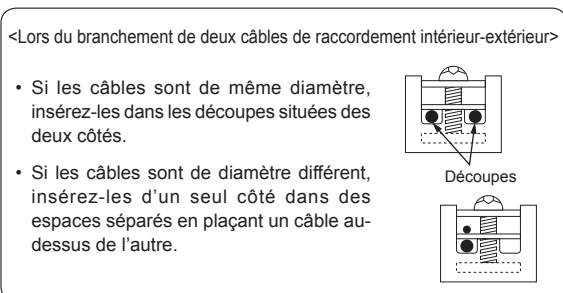 <Lors du branchement de deux câbles de raccordement intérieur-extérieur>
• Si les câbles sont de même diamètre,
insérez-les dans les découpes situées des
deux côtés.
• Si les câbles sont de diamètre différent,
insérez-les d'un seul côté dans des
espaces séparés en plaçant un câble au-
dessus de l'autre.
Découpes